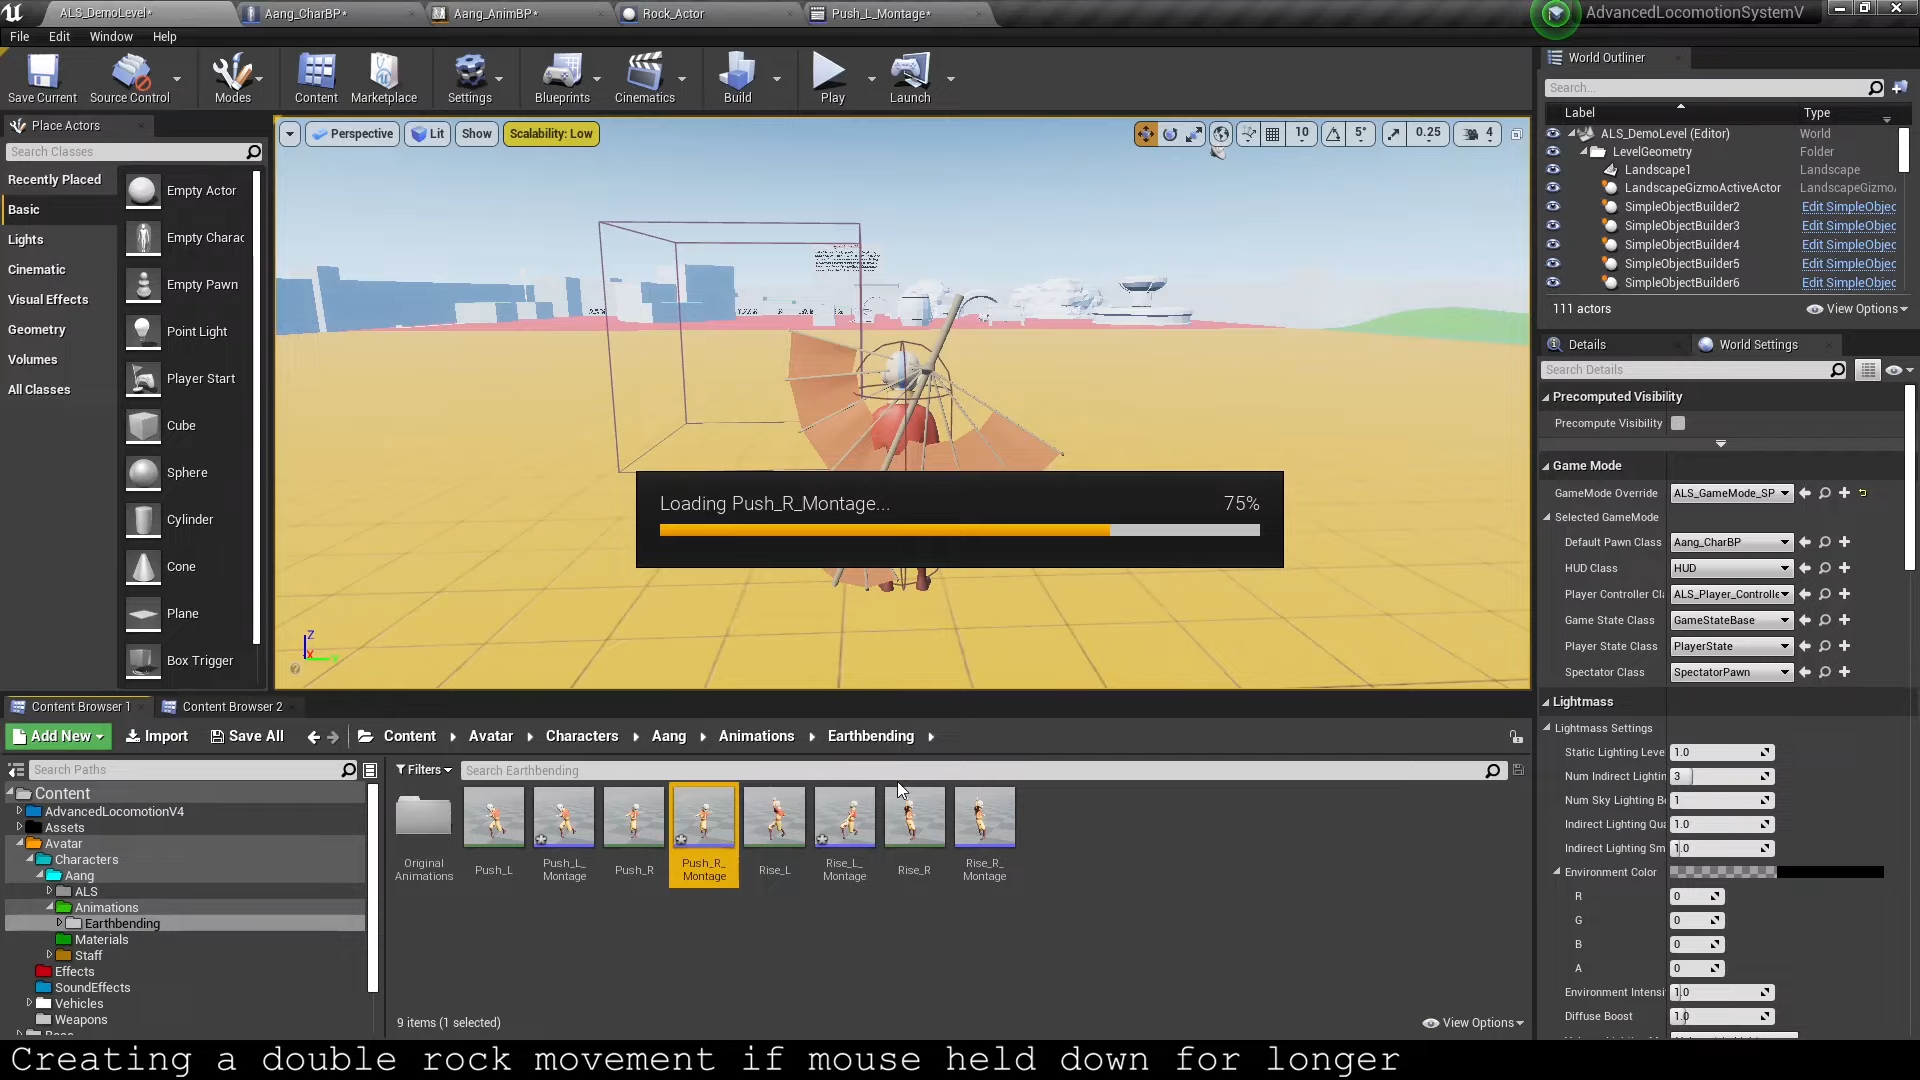 ALS_DemoLevel*
Aang_CharBP*
Aang_AnimBP*
Rock_Actor
Push_L_Montage*
AdvancedLocomotionSystemV
File
Edit
Window
Help
Save Current
Source Control
Modes
Content
Marketplace
Settings
Blueprints
Cinematics
Build
Play
Launch
Place Actors
Search Classes
Recently Placed
Basic
Lights
Cinematic
Visual Effects
Geometry
Volumes
All Classes
Empty Actor
Empty Charac
Empty Pawn
Point Light
Player Start
Cube
Sphere
Cylinder
Cone
Plane
Box Trigger
Perspective
Lit
Show
Scalability: Low
10
5°
0.25
4
Loading Push_R_Montage...
75%
Z
X
World Outliner
Search...
Label
Type
ALS_DemoLevel (Editor)
World
LevelGeometry
Folder
Landscape1
Landscape
LandscapeGizmoActiveActor
LandscapeGizmo
SimpleObjectBuilder2
Edit SimpleObjec
SimpleObjectBuilder3
Edit SimpleObjec
SimpleObjectBuilder4
Edit SimpleObjec
SimpleObjectBuilder5
Edit SimpleObjec
SimpleObjectBuilder6
Edit SimpleObjec
111 actors
View Options
Details
World Settings
Search Details
Precomputed Visibility
Precompute Visibility
Game Mode
GameMode Override
ALS_GameMode_SP
Selected GameMode
Default Pawn Class
Aang_CharBP
HUD Class
HUD
Player Controller Cl
ALS_Player_Controlle
Game State Class
GameStateBase
Player State Class
PlayerState
Spectator Class
SpectatorPawn
Lightmass
Lightmass Settings
Static Lighting Leve
1.0
Num Indirect Lightin
3
Num Sky Lighting B
1
Indirect Lighting Qua
1.0
Indirect Lighting Sm
1.0
Environment Color
R
0
G
0
B
0
A
0
Environment Intensi
1.0
Diffuse Boost
1.0
Content Browser 1
Content Browser 2
Add New
Import
Save All
Content
Avatar
Characters
Aang
Animations
Earthbending
Search Paths
Filters
Search Earthbending
Content
AdvancedLocomotionV4
Assets
Avatar
Characters
Aang
ALS
Animations
Earthbending
Materials
Staff
Effects
SoundEffects
Vehicles
Weapons
Original
Animations
Push_L
Push_L_
Montage
Push_R
Push_R_
Montage
Rise_L
Rise_L_
Montage
Rise_R
Rise_R_
Montage
9 items (1 selected)
View Options
Creating a double rock movement if mouse held down for longer